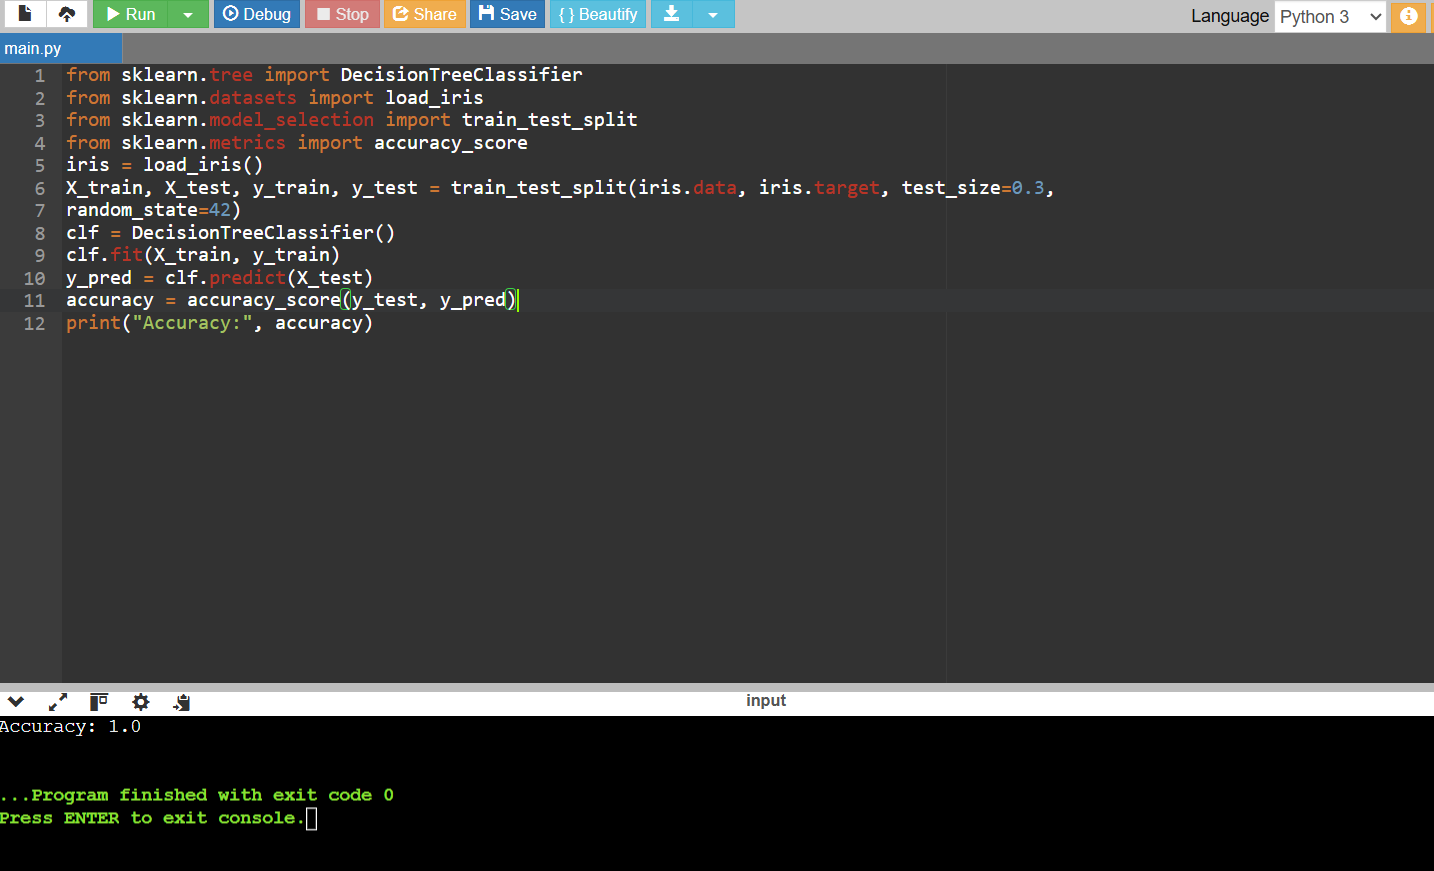 Run Debug Stop Share Save { } Beautify Language Python 3
main.py
1 from sklearn.tree import DecisionTreeClassifier
2 from sklearn.datasets import load_iris
3 from sklearn.model_selection import train_test_split
4 from sklearn.metrics import accuracy_score
5 iris = load_iris()
6 X_train, X_test, y_train, y_test = train_test_split(iris.data, iris.target, test_size=0.3,
7 random_state=42)
8 clf = DecisionTreeClassifier()
9 clf.fit(X_train, y_train)
10 y_pred = clf.predict(X_test)
11 accuracy = accuracy_score(y_test, y_pred)
12 print("Accuracy:", accuracy)
input
Accuracy: 1.0
...Program finished with exit code 0
Press ENTER to exit console.